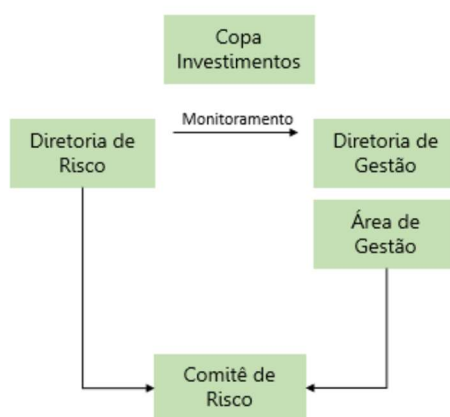 Copa
Investimentos
Monitoramento
Diretoria de
Risco
Diretoria de
Gestão
Área de
Gestão
Comitê de
Risco